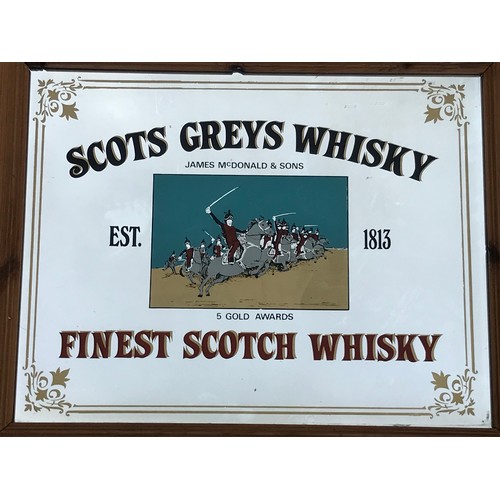 SCOTS GREYS WHISKY
JAMES McDONALD & SONS
EST. 1813
5 GOLD AWARDS
FINEST SCOTCH WHISKY